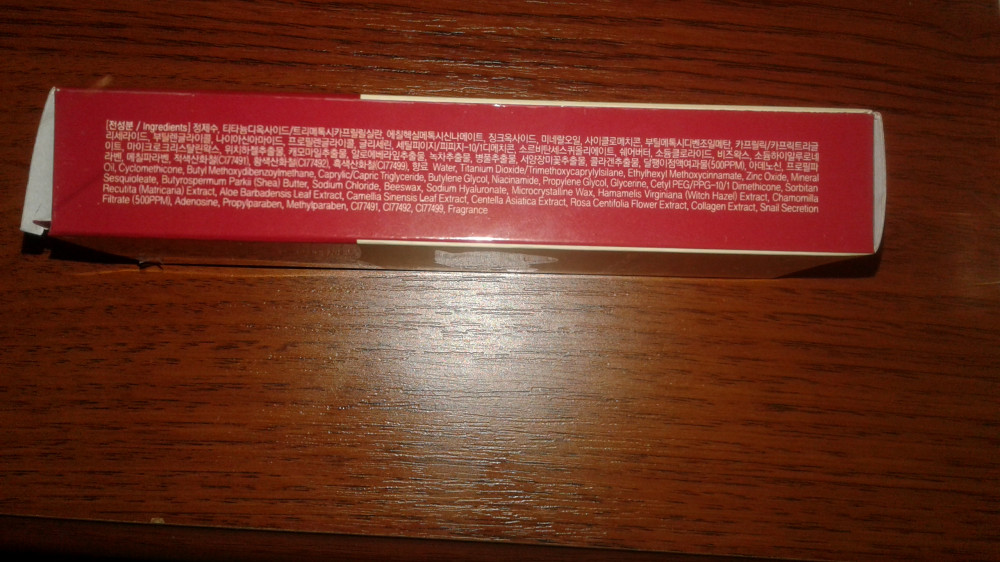 [전성분 / Ingredients] 정제수, 티타늄디옥사이드/트리메톡시카프릴릴실란, 에칠헥실메톡시신나메이트, 징크옥사이드, 미네랄오일, 사이클로메치콘, 부틸메톡시디벤조일메탄, 카프릴릭/카프릭트라이글
리세라이드, 부틸렌글라이콜, 나이아신아마이드, 프로필렌글라이콜, 글리세린, 세틸피이지/피피지-10/1디메치콘, 소르비탄세스퀴올리에이트, 쉐어버터, 소듐클로라이드, 비즈왁스, 소듐하이알루로네
이트, 마이크로크리스탈린왁스, 위치하젤추출물, 캐모마일추출물, 알로에베라잎추출물, 녹차추출물, 병풀추출물, 서양장미꽃추출물, 콜라겐추출물, 달팽이점액여과물(500PPM), 아데노신, 프로필파
라벤, 메칠파라벤, 적색산화철(CI77491), 황색산화철(CI77492), 흑색산화철(CI77499), 향료 Water, Titanium Dioxide/Trimethoxycaprylylsilane, Ethylhexyl Methoxycinnamate, Zinc Oxide, Mineral
Oil, Cyclomethicone, Butyl Methoxydibenzoylmethane, Caprylic/Capric Triglyceride, Butylene Glycol, Niacinamide, Propylene Glycol, Glycerine, Cetyl PEG/PPG-10/1 Dimethicone, Sorbitan
Sesquioleate, Butyrospermum Parkii (Shea) Butter, Sodium Chloride, Beeswax, Sodium Hyaluronate, Microcrystalline Wax, Hamamelis Virginiana (Witch Hazel) Extract, Chamomilla
Recutita (Matricaria) Extract, Aloe Barbadensis Leaf Extract, Camellia Sinensis Leaf Extract, Centella Asiatica Extract, Rosa Centifolia Flower Extract, Collagen Extract, Snail Secretion
Filtrate (500PPM), Adenosine, Propylparaben, Methylparaben, CI77491, CI77492, CI77499, Fragrance